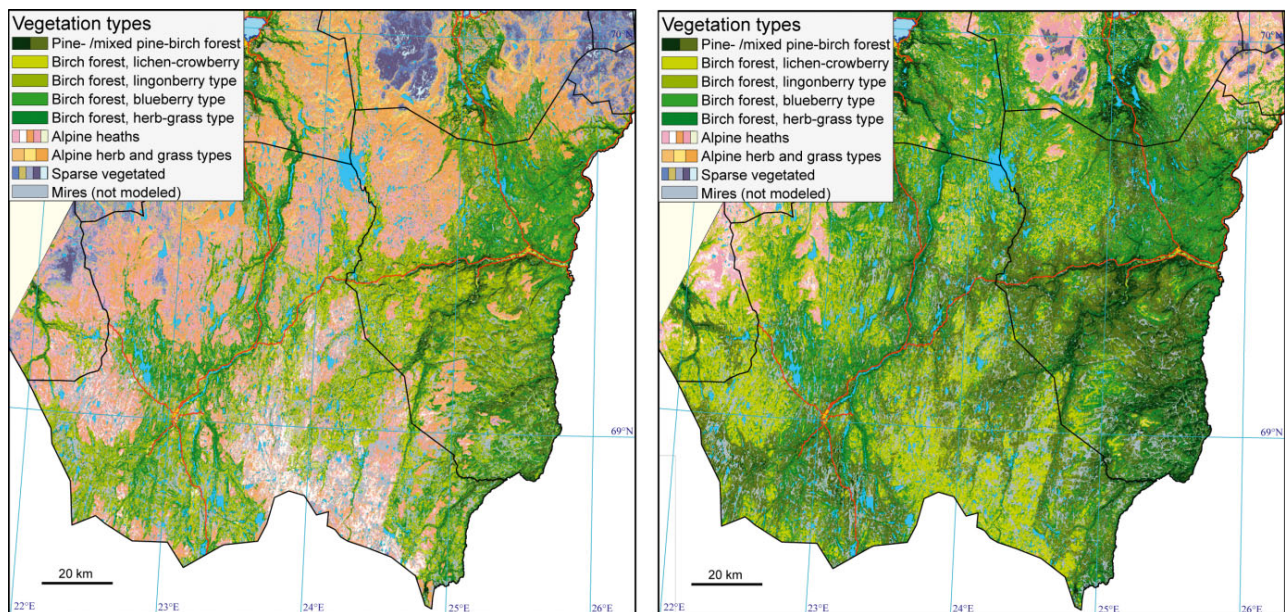 Vegetation types
Pine- /mixed pine-birch forest
Birch forest, lichen-crowberry
Birch forest, lingonberry type
Birch forest, blueberry type
Birch forest, herb-grass type
Alpine heaths
Alpine herb and grass types
Sparse vegetated
Mires (not modeled)
70°N
69°N
20 km
22°E
23°E
24°E
25°E
26°E
Vegetation types
Pine- /mixed pine-birch forest
Birch forest, lichen-crowberry
Birch forest, lingonberry type
Birch forest, blueberry type
Birch forest, herb-grass type
Alpine heaths
Alpine herb and grass types
Sparse vegetated
Mires (not modeled)
70°N
69°N
20 km
22°E
23°E
24°E
25°E
26°E